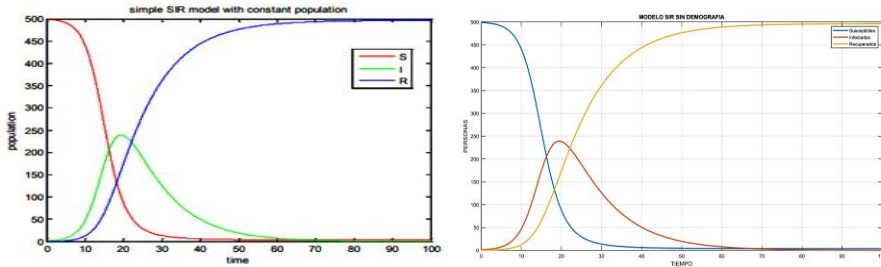 simple SIR model with constant population
500
450
400
350
300
250
200
150
100
50
0
population
S
I
R
0 10 20 30 40 50 60 70 80 90 100
time
MODELO SIR SIN DEMOGRAFIA
500
450
400
350
300
250
200
150
100
50
0
PERSONAS
Susceptibles
Infectados
Recuperados
0 10 20 30 40 50 60 70 80 90 100
TIEMPO